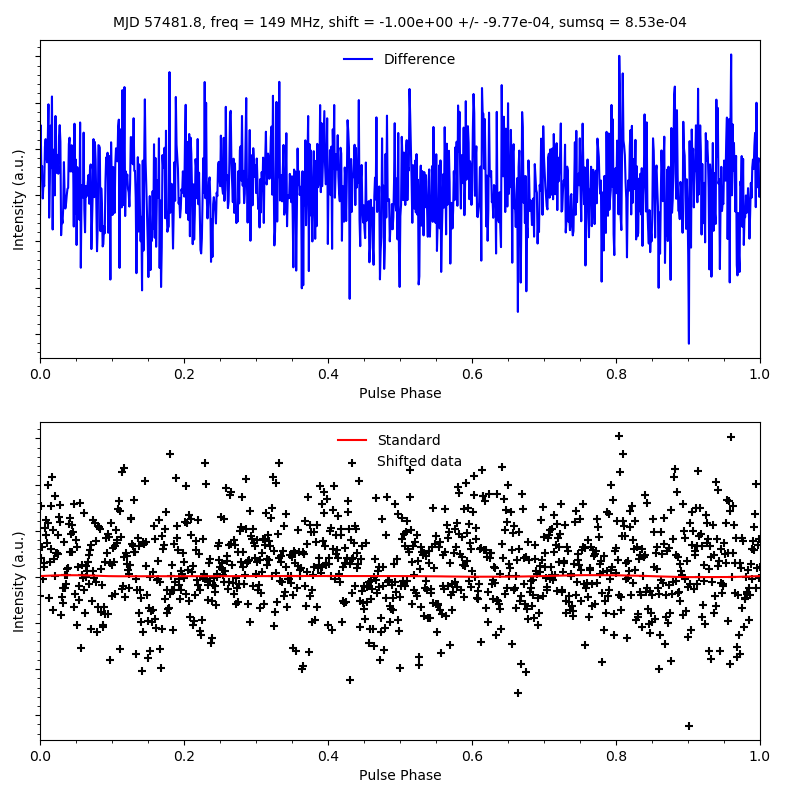 MJD 57481.8, freq = 149 MHz, shift = -1.00e+00 +/- -9.77e-04, sumsq = 8.53e-04
Difference
Intensity (a.u.)
0.0 0.2 0.4 0.6 0.8 1.0
Pulse Phase
Standard
Shifted data
Intensity (a.u.)
0.0 0.2 0.4 0.6 0.8 1.0
Pulse Phase